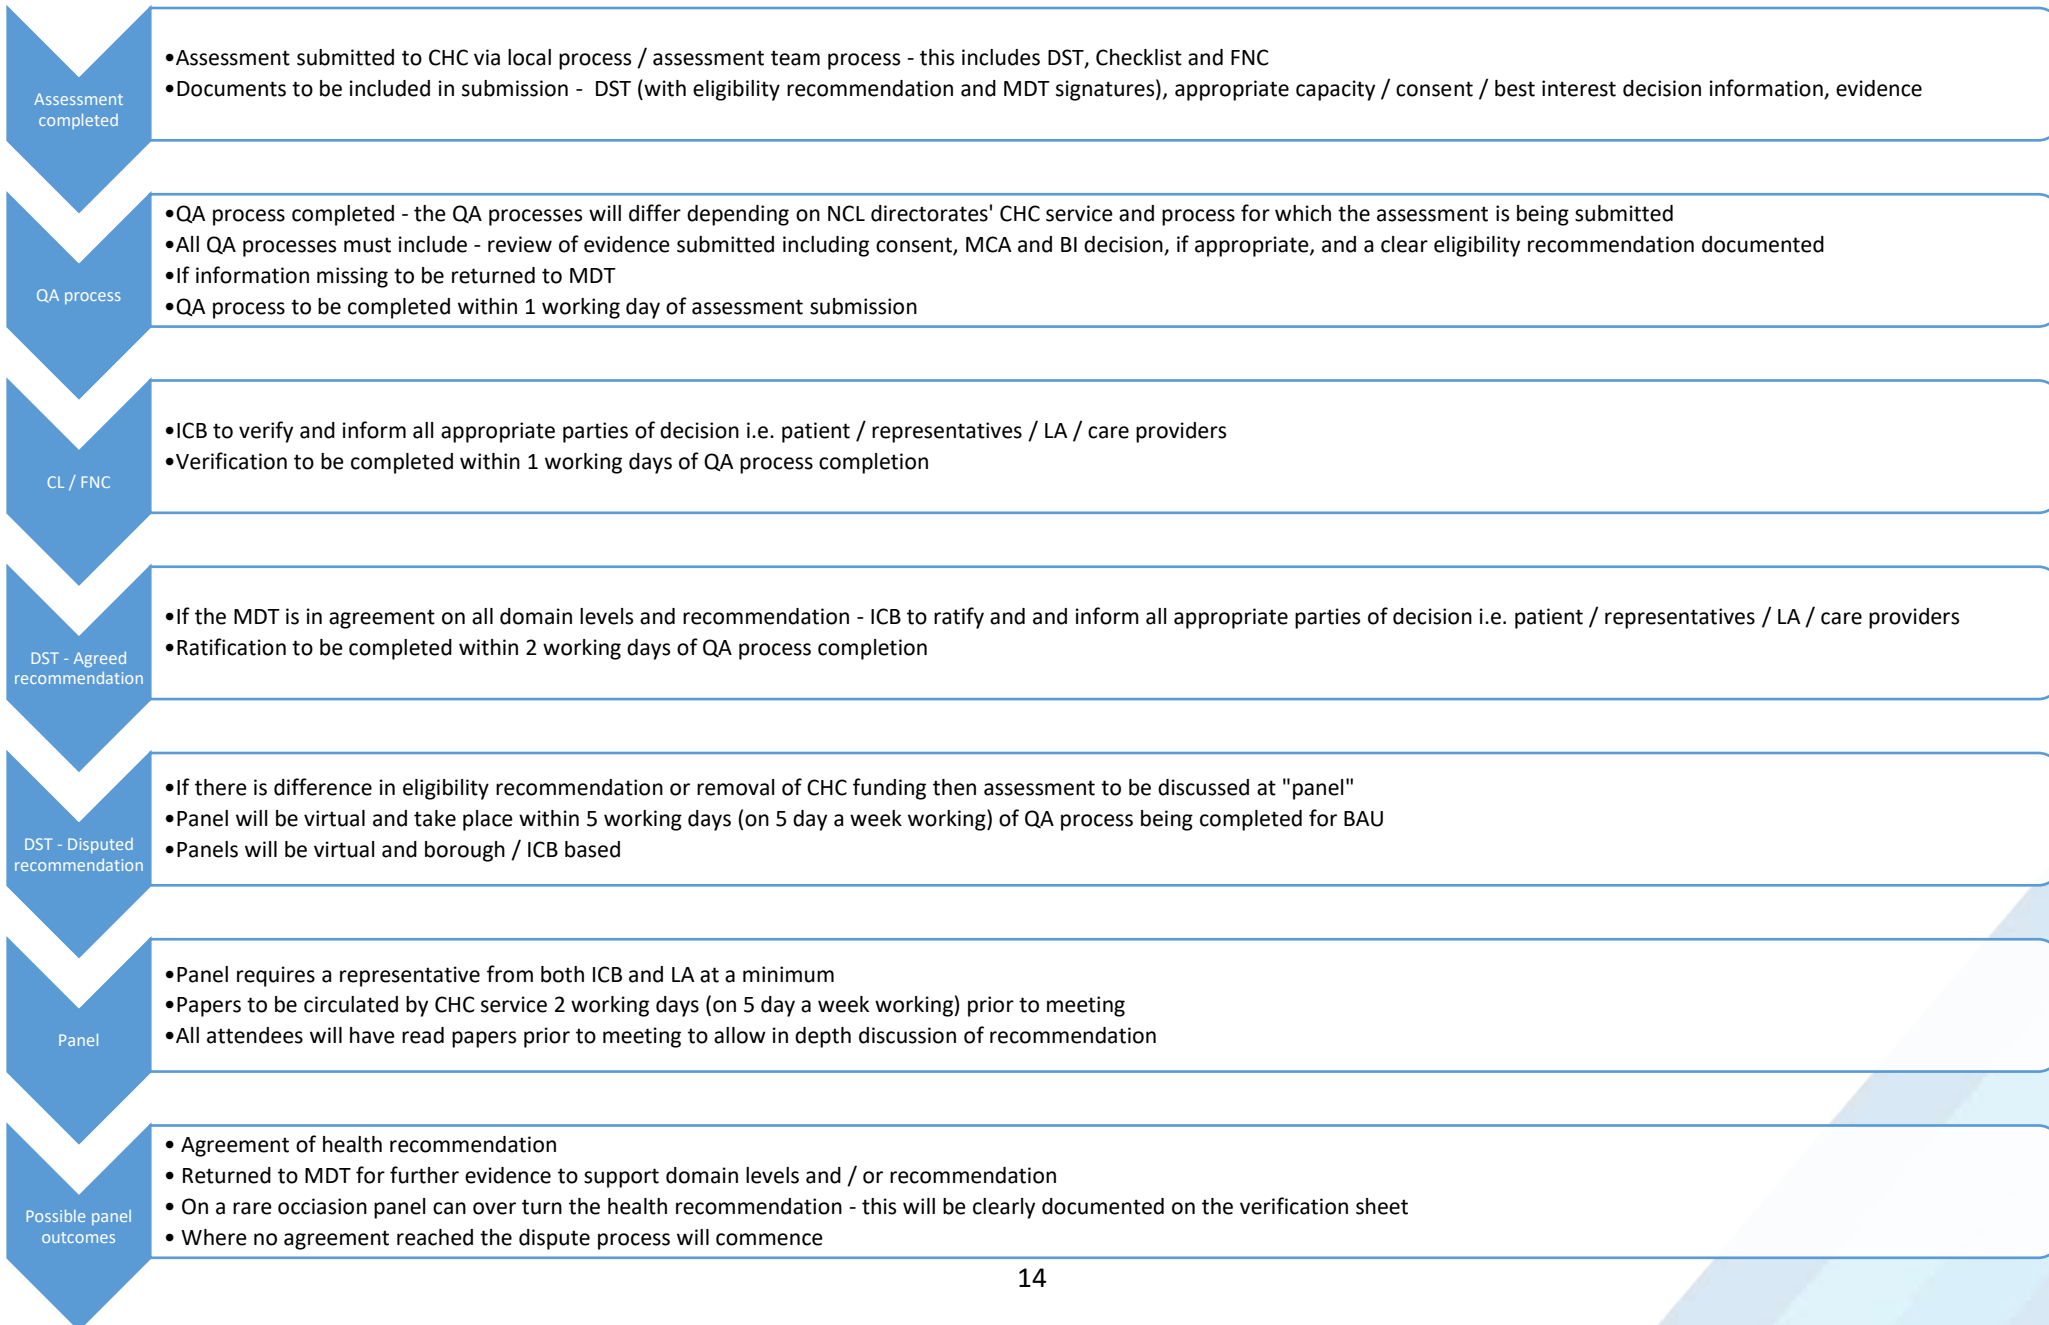 Assessment
completed
•Assessment submitted to CHC via local process / assessment team process - this includes DST, Checklist and FNC
•Documents to be included in submission -  DST (with eligibility recommendation and MDT signatures), appropriate capacity / consent / best interest decision information, evidence
QA process
•QA process completed - the QA processes will differ depending on NCL directorates' CHC service and process for which the assessment is being submitted
•All QA processes must include - review of evidence submitted including consent, MCA and BI decision, if appropriate, and a clear eligibility recommendation documented
•If information missing to be returned to MDT
•QA process to be completed within 1 working day of assessment submission
CL / FNC
•ICB to verify and inform all appropriate parties of decision i.e. patient / representatives / LA / care providers
•Verification to be completed within 1 working days of QA process completion
DST - Agreed
recommendation
•If the MDT is in agreement on all domain levels and recommendation - ICB to ratify and and inform all appropriate parties of decision i.e. patient / representatives / LA / care providers
•Ratification to be completed within 2 working days of QA process completion
DST - Disputed
recommendation
•If there is difference in eligibility recommendation or removal of CHC funding then assessment to be discussed at "panel"
•Panel will be virtual and take place within 5 working days (on 5 day a week working) of QA process being completed for BAU
•Panels will be virtual and borough / ICB based
Panel
•Panel requires a representative from both ICB and LA at a minimum
•Papers to be circulated by CHC service 2 working days (on 5 day a week working) prior to meeting
•All attendees will have read papers prior to meeting to allow in depth discussion of recommendation
Possible panel
outcomes
• Agreement of health recommendation
• Returned to MDT for further evidence to support domain levels and / or recommendation
• On a rare occiasion panel can over turn the health recommendation - this will be clearly documented on the verification sheet
• Where no agreement reached the dispute process will commence
14